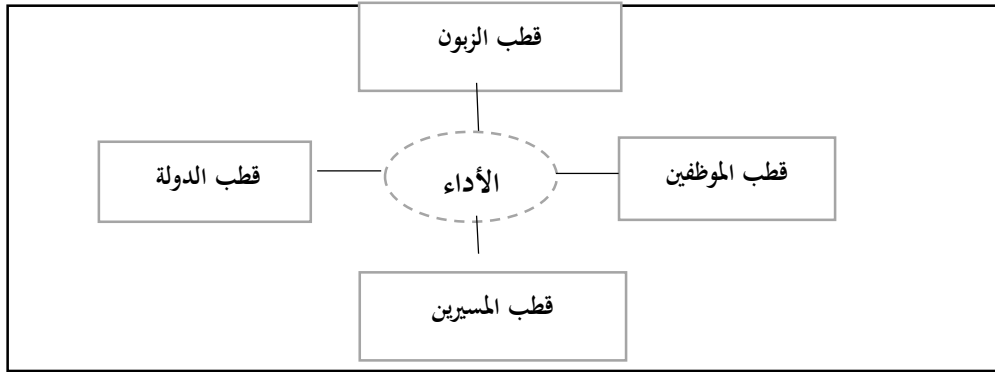 قطب الزبون
قطب الموظفين
الأداء
قطب الدولة
قطب المسيرين